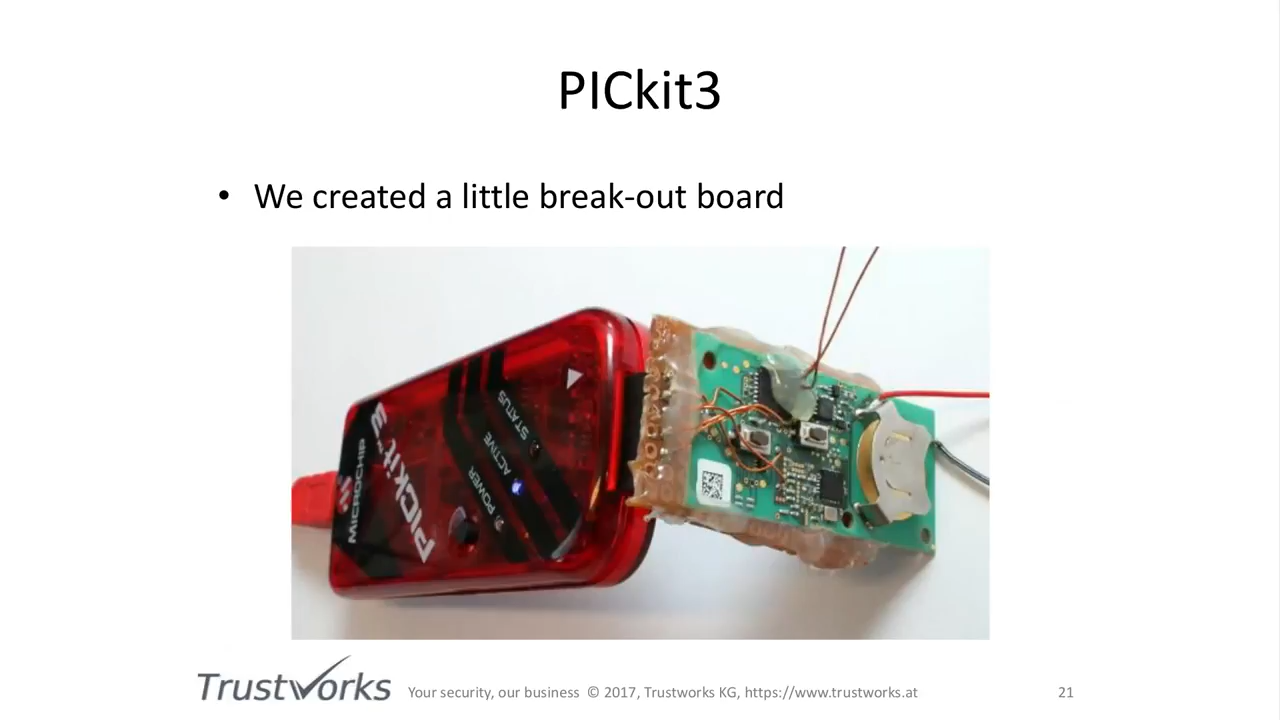 PICkit3
• We created a little break-out board
MICROCHIP
PICkit™ 3
POWER
ACTIVE
STATUS
Trustworks
Your security, our business © 2017, Trustworks KG, https://www.trustworks.at
21